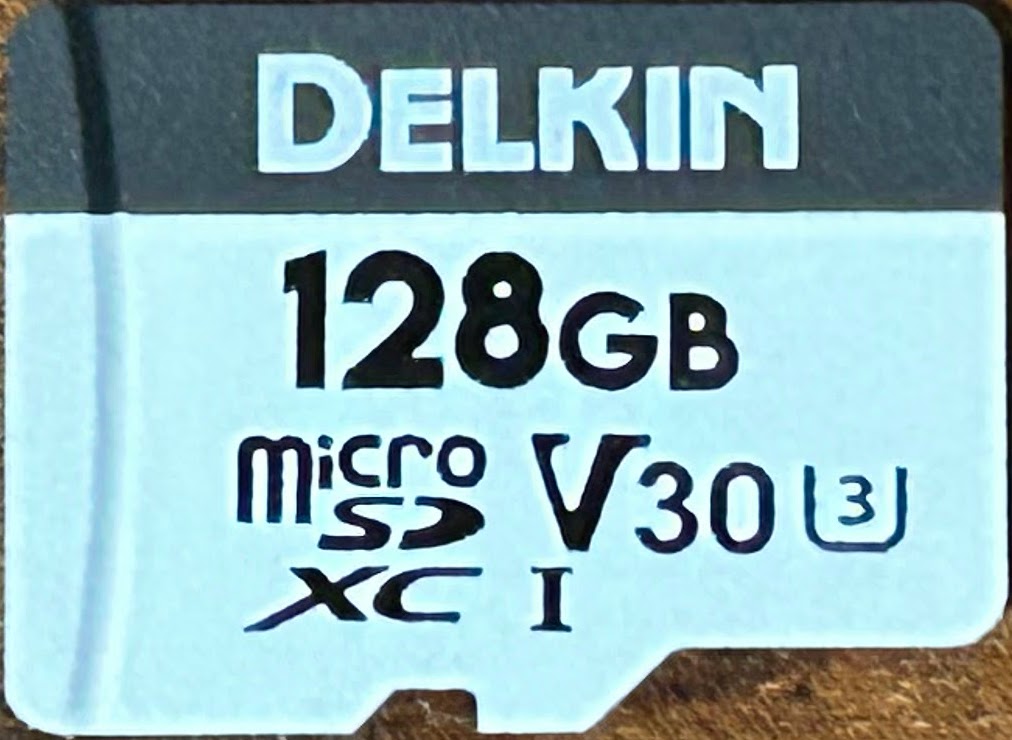 DELKIN
128GB
micro
SD V30 3
XC I